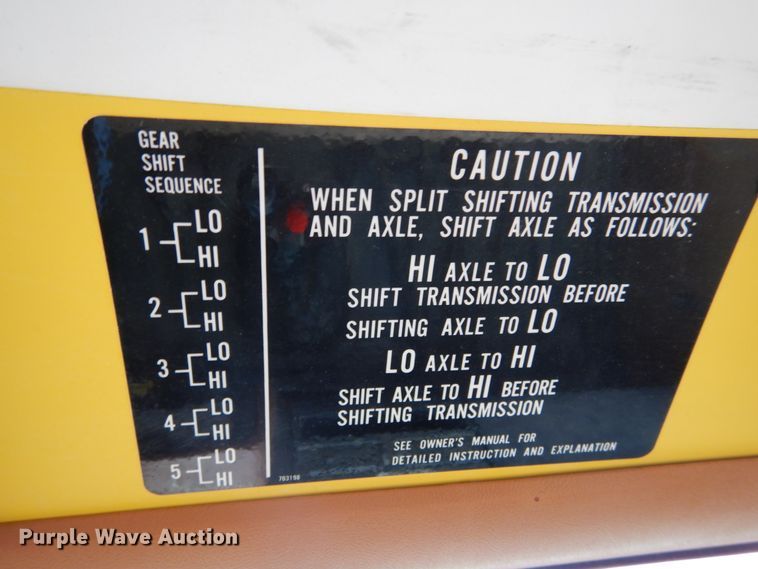 GEAR
SHIFT
SEQUENCE
1 LO
HI
2 LO
HI
3 LO
HI
4 LO
HI
5 LO
HI
CAUTION
WHEN SPLIT SHIFTING TRANSMISSION
AND AXLE, SHIFT AXLE AS FOLLOWS:
HI AXLE TO LO
SHIFT TRANSMISSION BEFORE
SHIFTING AXLE TO LO
LO AXLE TO HI
SHIFT AXLE TO HI BEFORE
SHIFTING TRANSMISSION
SEE OWNER'S MANUAL FOR
DETAILED INSTRUCTION AND EXPLANATION
763198
Purple Wave Auction